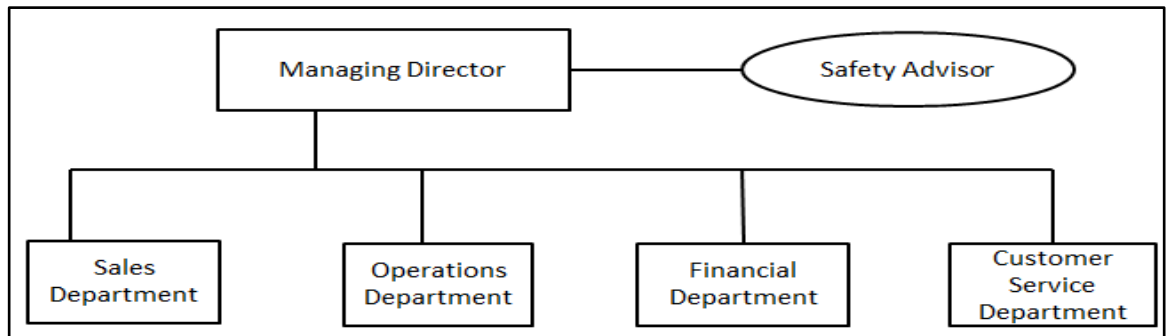 Managing Director
Safety Advisor
Sales
Department
Operations
Department
Financial
Department
Customer
Service
Department